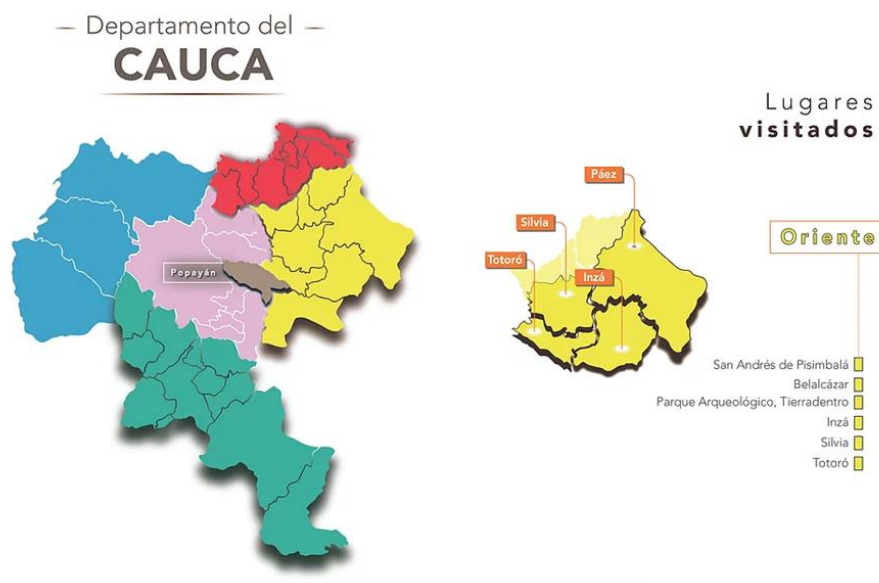 Departamento del
CAUCA
Popayán
Lugares
visitados
Páez
Silvia
Totoró
Inzá
Oriente
San Andrés de Pisimbalá
Belalcázar
Parque Arqueológico, Tierradentro
Inzá
Silvia
Totoró